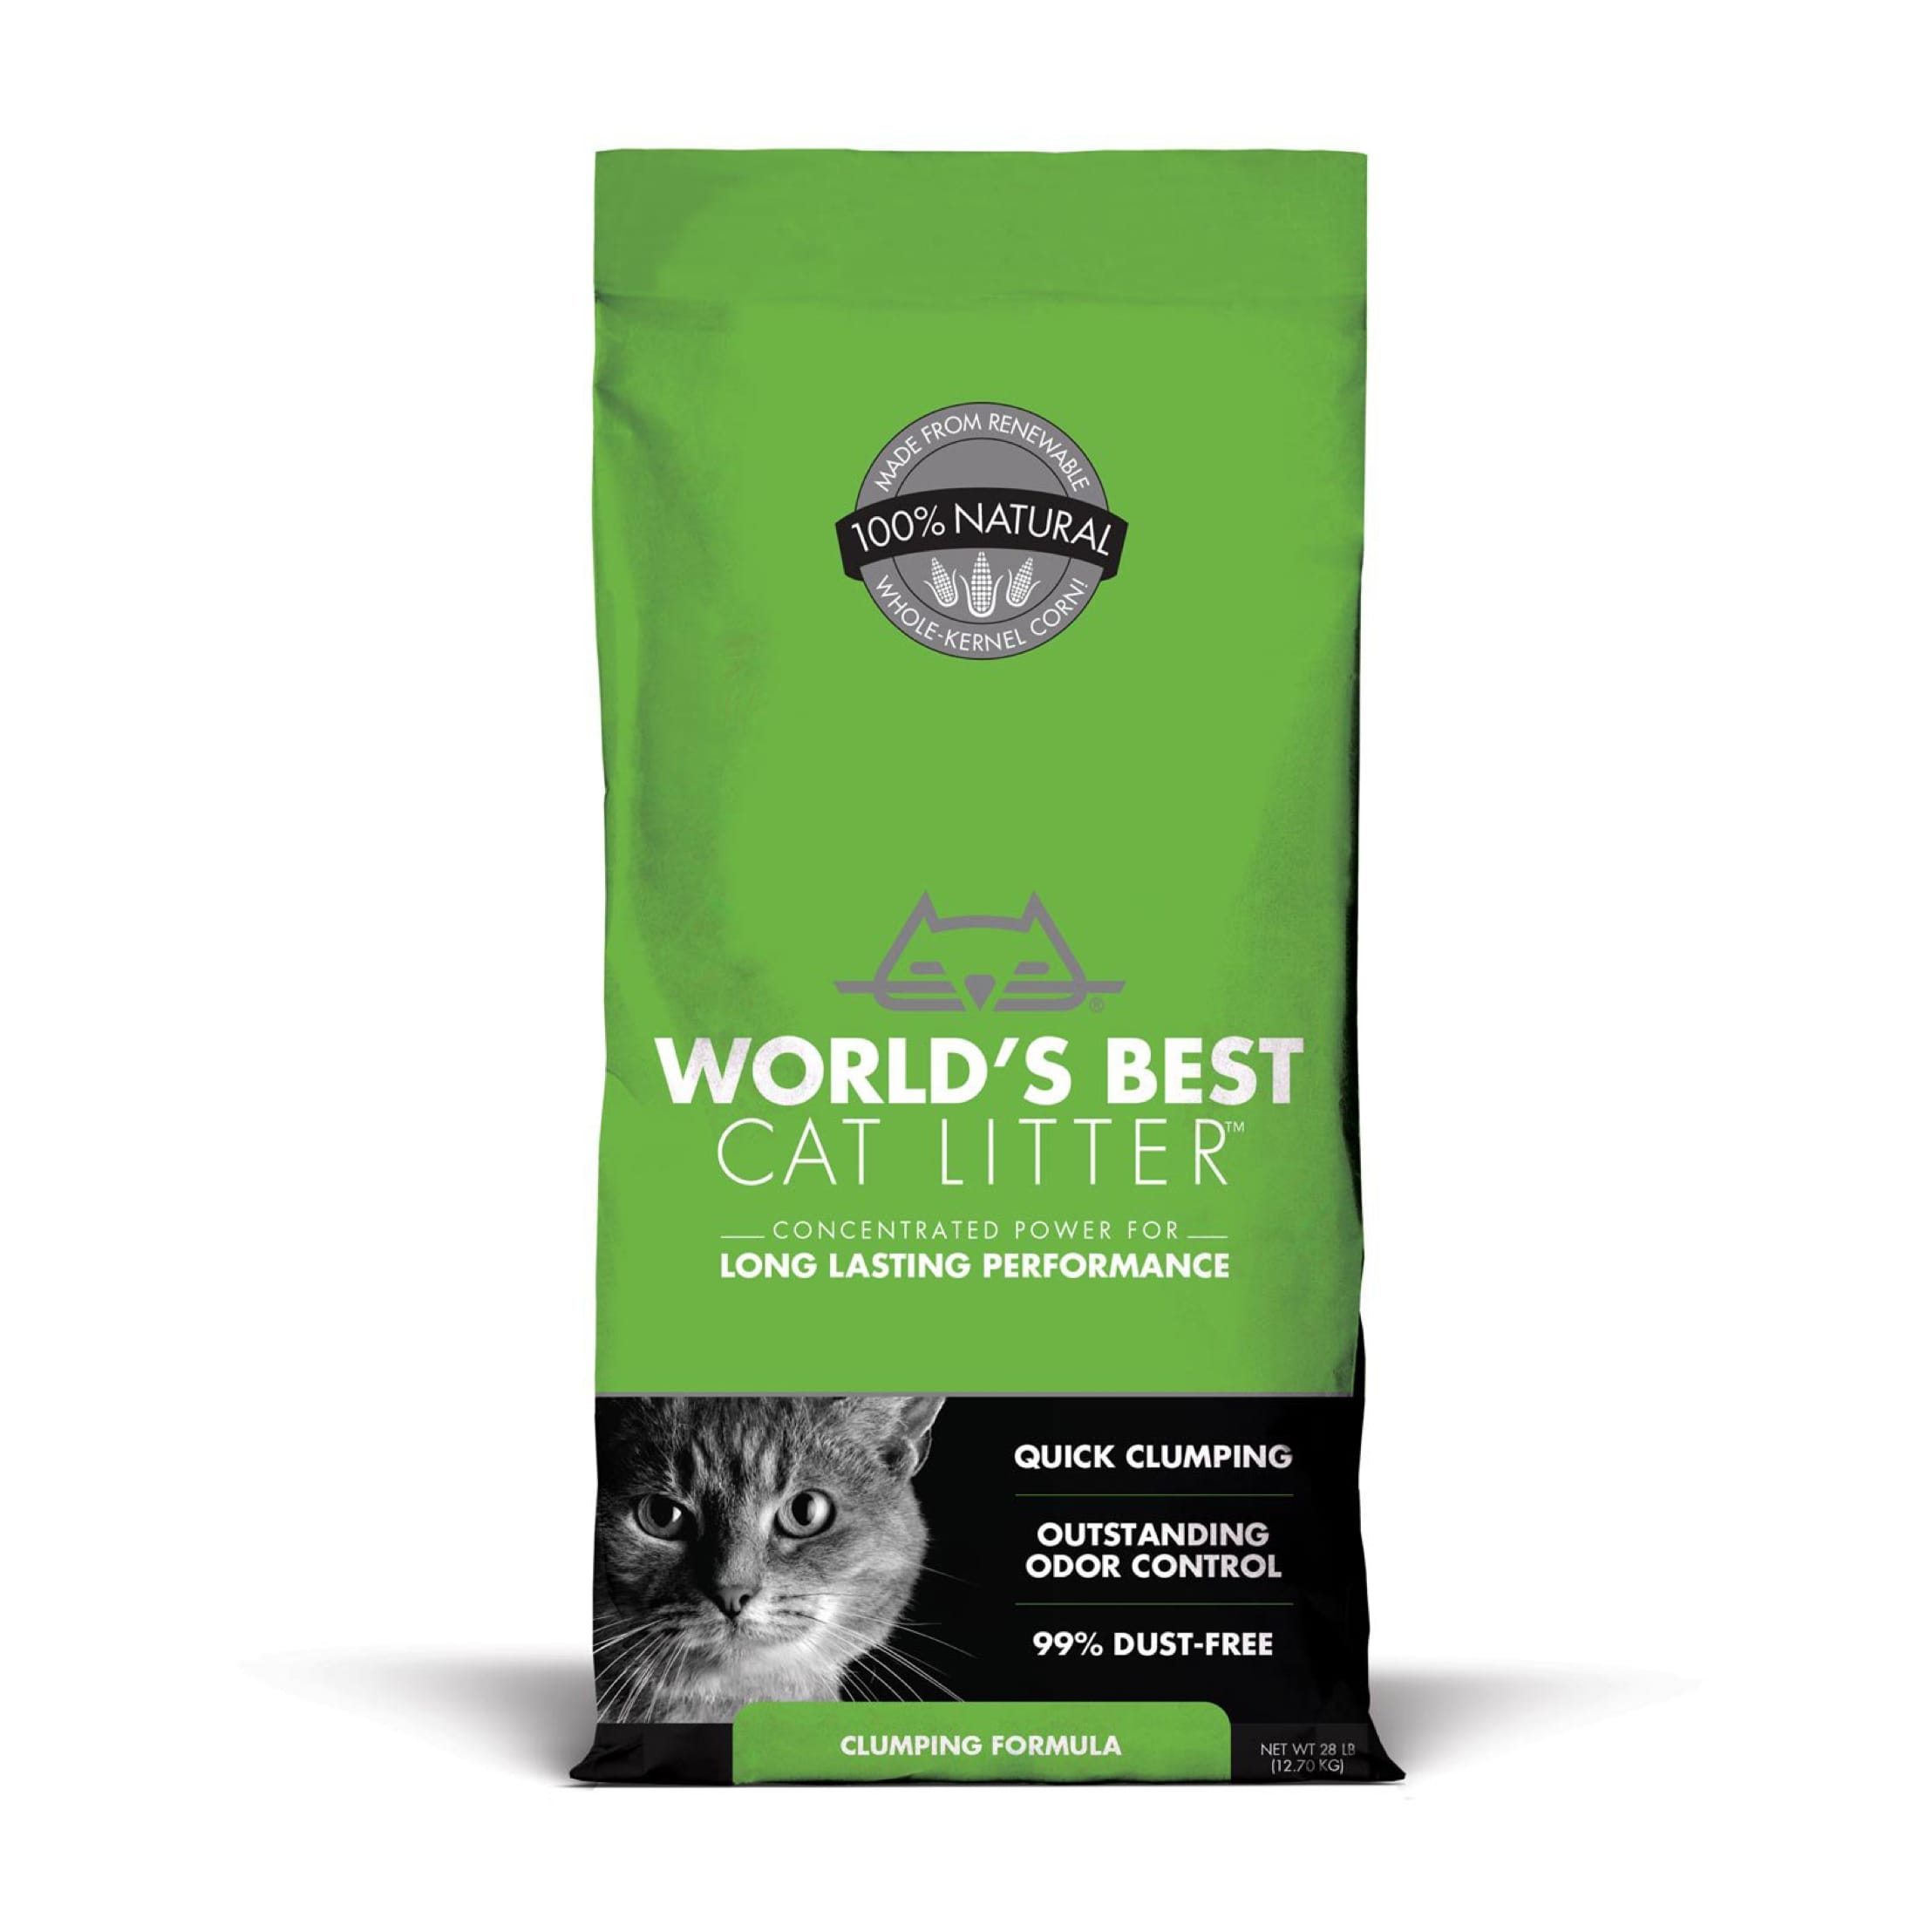 MADE FROM RENEWABLE
100% NATURAL
WHOLE-KERNEL CORN!
®
WORLD'S BEST
CAT LITTER™
CONCENTRATED POWER FOR
LONG LASTING PERFORMANCE
QUICK CLUMPING
OUTSTANDING
ODOR CONTROL
99% DUST-FREE
CLUMPING FORMULA
NET WT 28 LB
(12.70 KG)